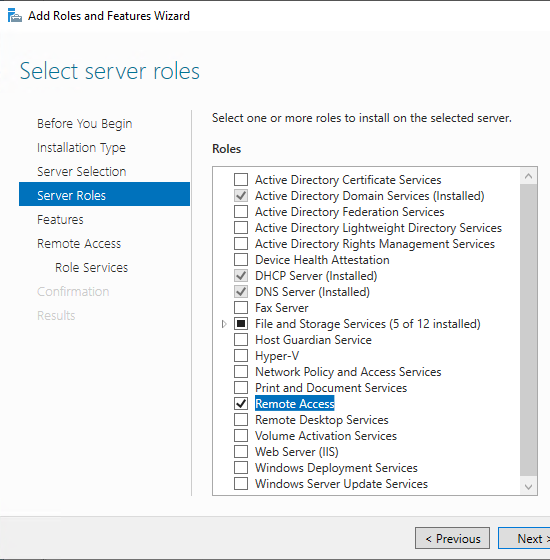 Add Roles and Features Wizard
Select server roles
Before You Begin
Installation Type
Server Selection
Server Roles
Features
Remote Access
Role Services
Confirmation
Results
Select one or more roles to install on the selected server.
Roles
Active Directory Certificate Services
Active Directory Domain Services (Installed)
Active Directory Federation Services
Active Directory Lightweight Directory Services
Active Directory Rights Management Services
Device Health Attestation
DHCP Server (Installed)
DNS Server (Installed)
Fax Server
File and Storage Services (5 of 12 installed)
Host Guardian Service
Hyper-V
Network Policy and Access Services
Print and Document Services
Remote Access
Remote Desktop Services
Volume Activation Services
Web Server (IIS)
Windows Deployment Services
Windows Server Update Services
< Previous
Next >